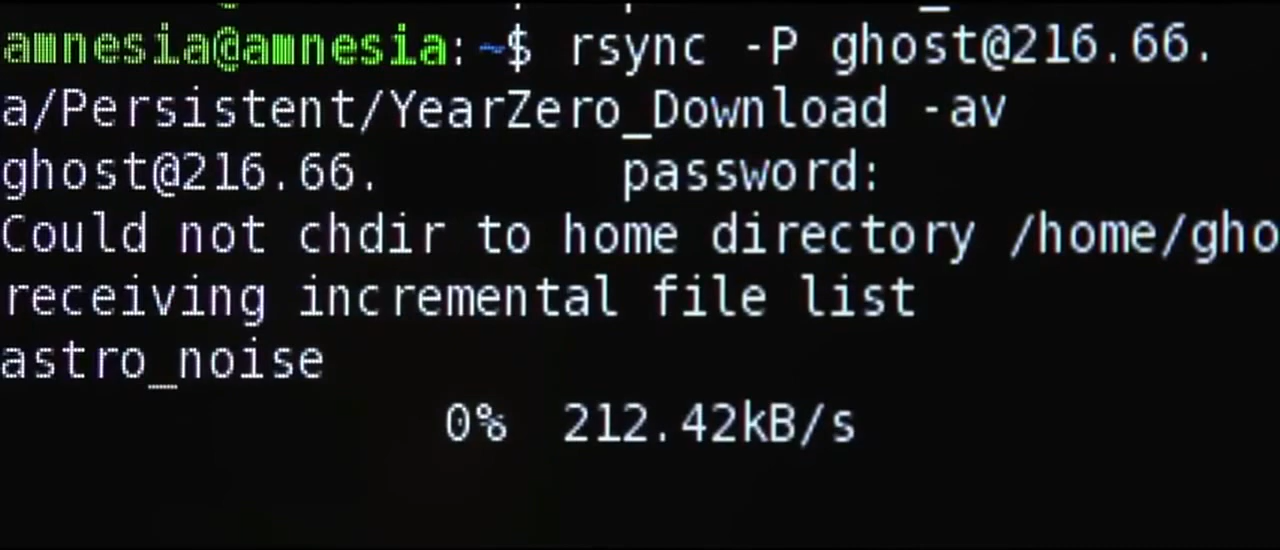 amnesia@amnesia:~$ rsync -P ghost@216.66.
a/Persistent/YearZero_Download -av
ghost@216.66. password:
Could not chdir to home directory /home/gho
receiving incremental file list
astro_noise
0% 212.42kB/s